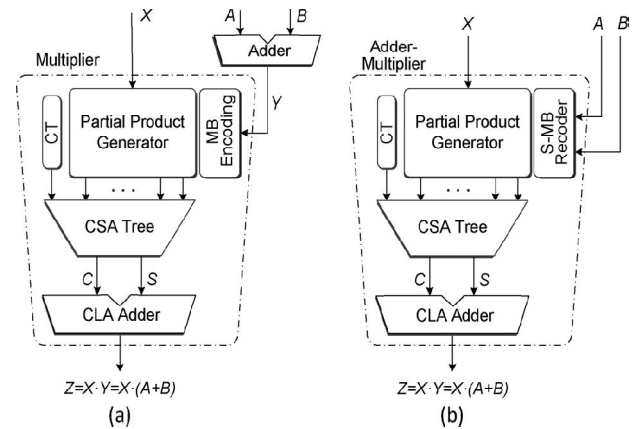 X
A
B
Adder
Multiplier
Y
CT
Partial Product
Generator
MB
Encoding
. . .
CSA Tree
C
S
CLA Adder
Z=X·Y=X·(A+B)
(a)
X
A
B
Adder-
Multiplier
CT
Partial Product
Generator
S-MB
Recoder
. . .
CSA Tree
C
S
CLA Adder
Z=X·Y=X·(A+B)
(b)